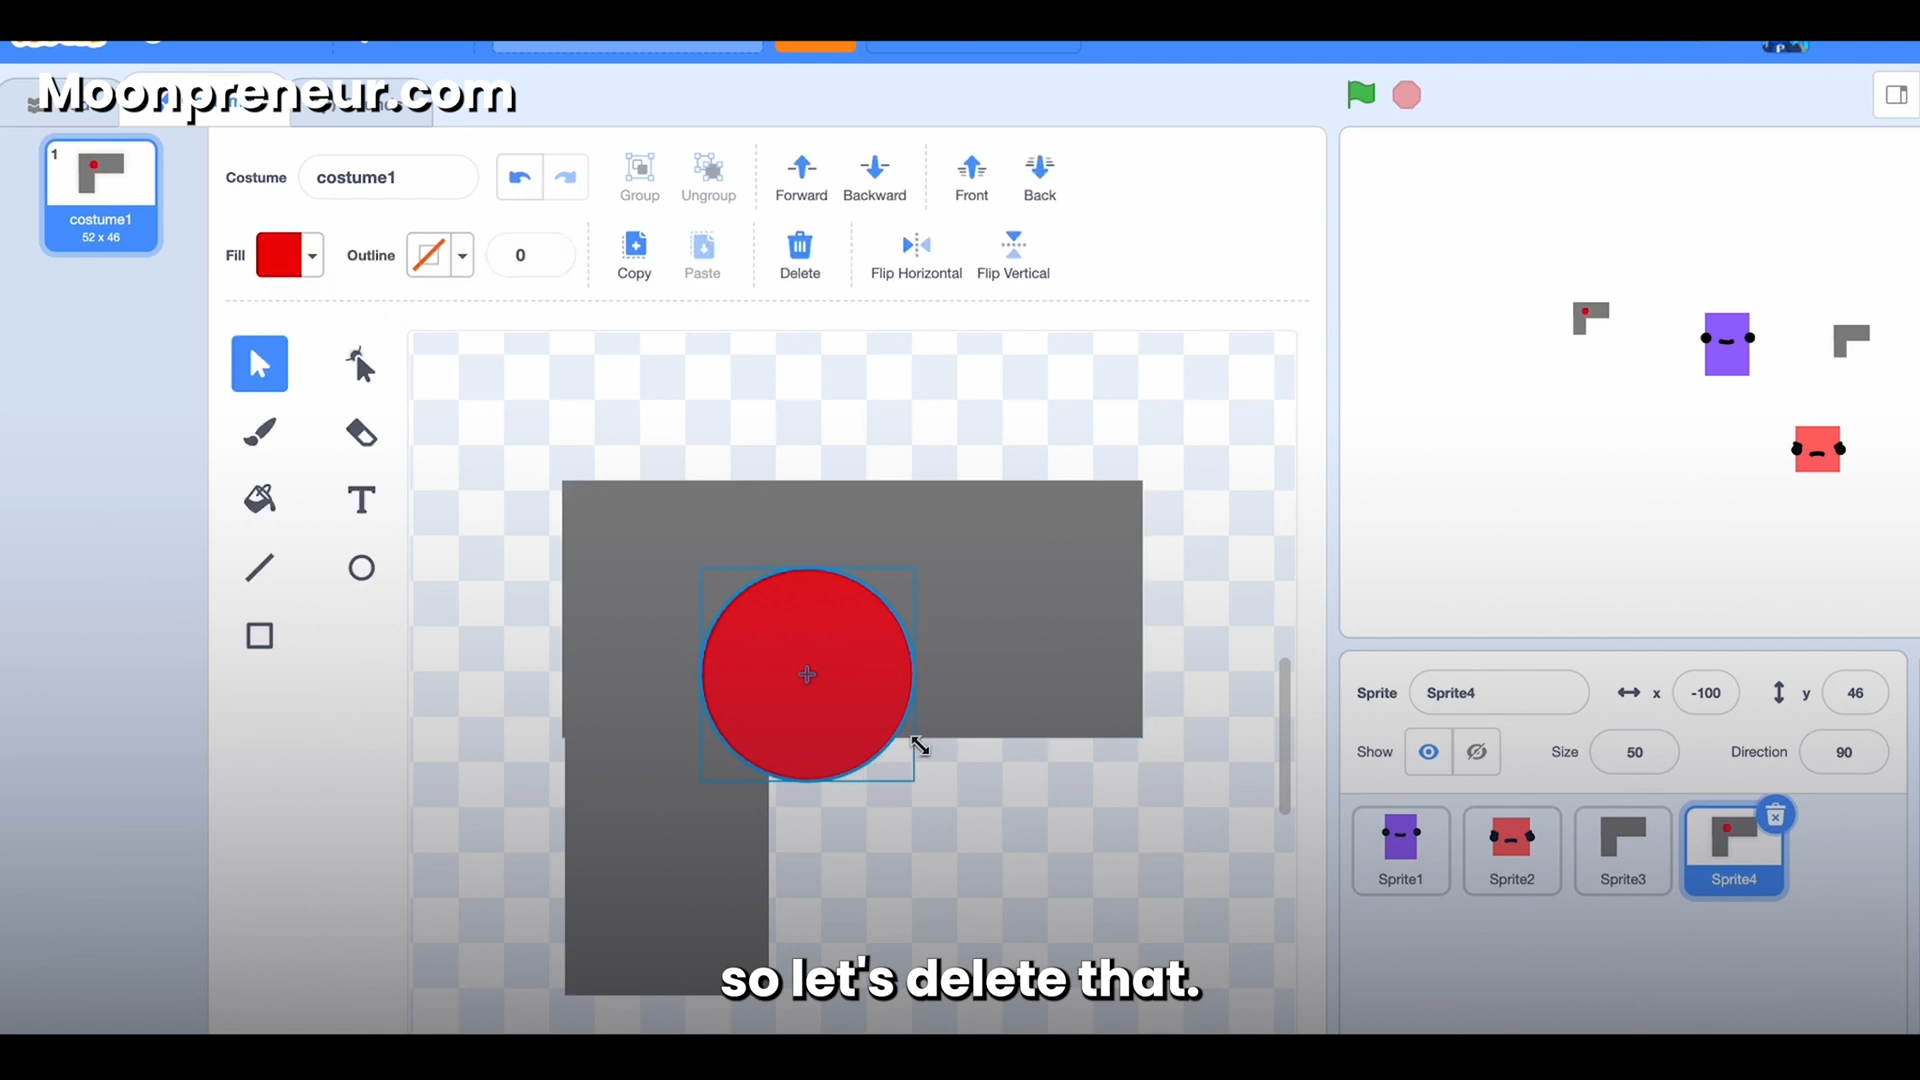 Moonpreneur.com
1
costume1
52 x 46
Costume
costume1
Group
Ungroup
Forward
Backward
Front
Back
Fill
Outline
0
Copy
Paste
Delete
Flip Horizontal
Flip Vertical
T
Sprite
Sprite4
x
-100
y
46
Show
Size
50
Direction
90
Sprite1
Sprite2
Sprite3
Sprite4
so let's delete that.